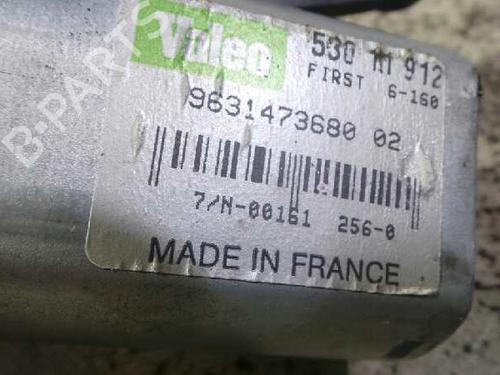 Valeo 530 M 912
FIRST 6-160
9631473680 02
7/N-00161 256-0
MADE IN FRANCE
B-PARTS